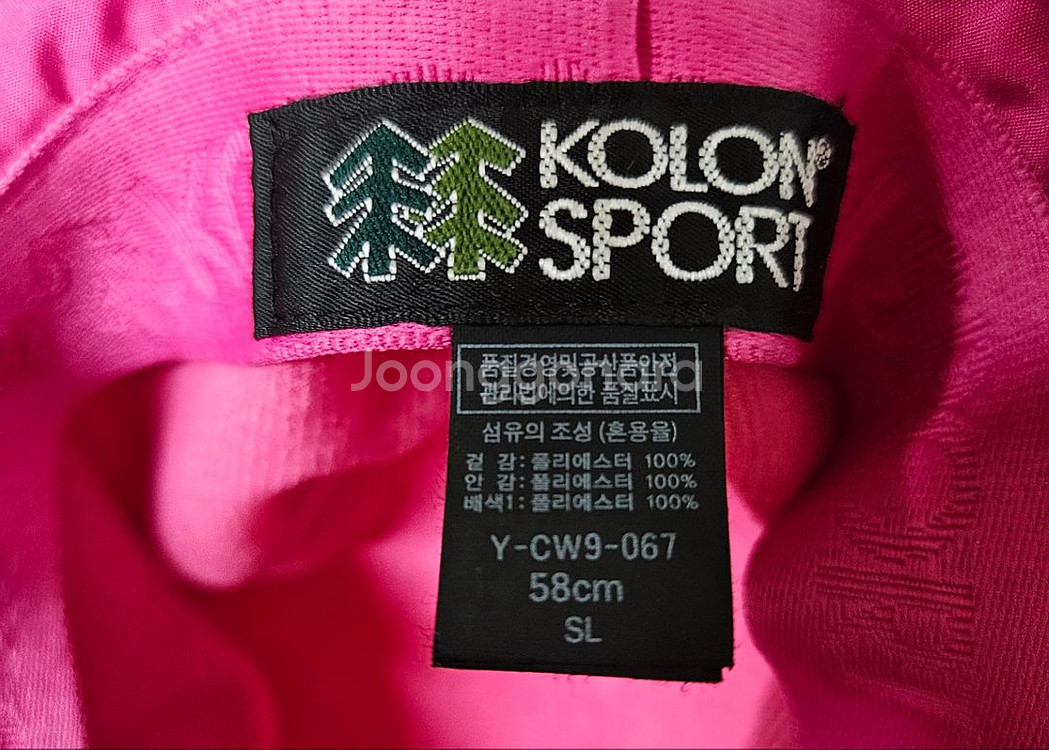 KOLON®
SPORT
품질경영및공산품안전
관리법에의한 품질표시
섬유의 조성 (혼용율)
겉 감: 폴리에스터 100%
안 감: 폴리에스터 100%
배색1: 폴리에스터 100%
Y-CW9-067
58cm
SL